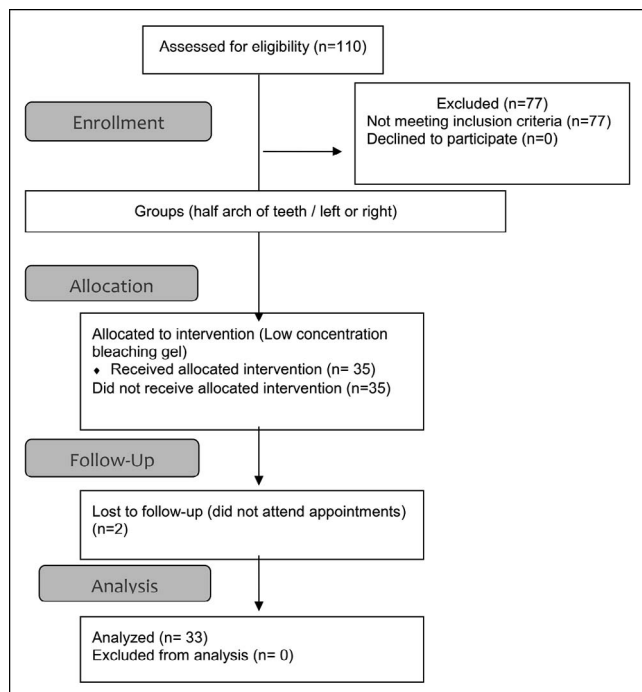 Assessed for eligibility (n=110)
Enrollment
Excluded (n=77)
Not meeting inclusion criteria (n=77)
Declined to participate (n=0)
Groups (half arch of teeth / left or right)
Allocation
Allocated to intervention (Low concentration
bleaching gel)
♦ Received allocated intervention (n= 35)
Did not receive allocated intervention (n=35)
Follow-Up
Lost to follow-up (did not attend appointments)
(n=2)
Analysis
Analyzed (n= 33)
Excluded from analysis (n= 0)